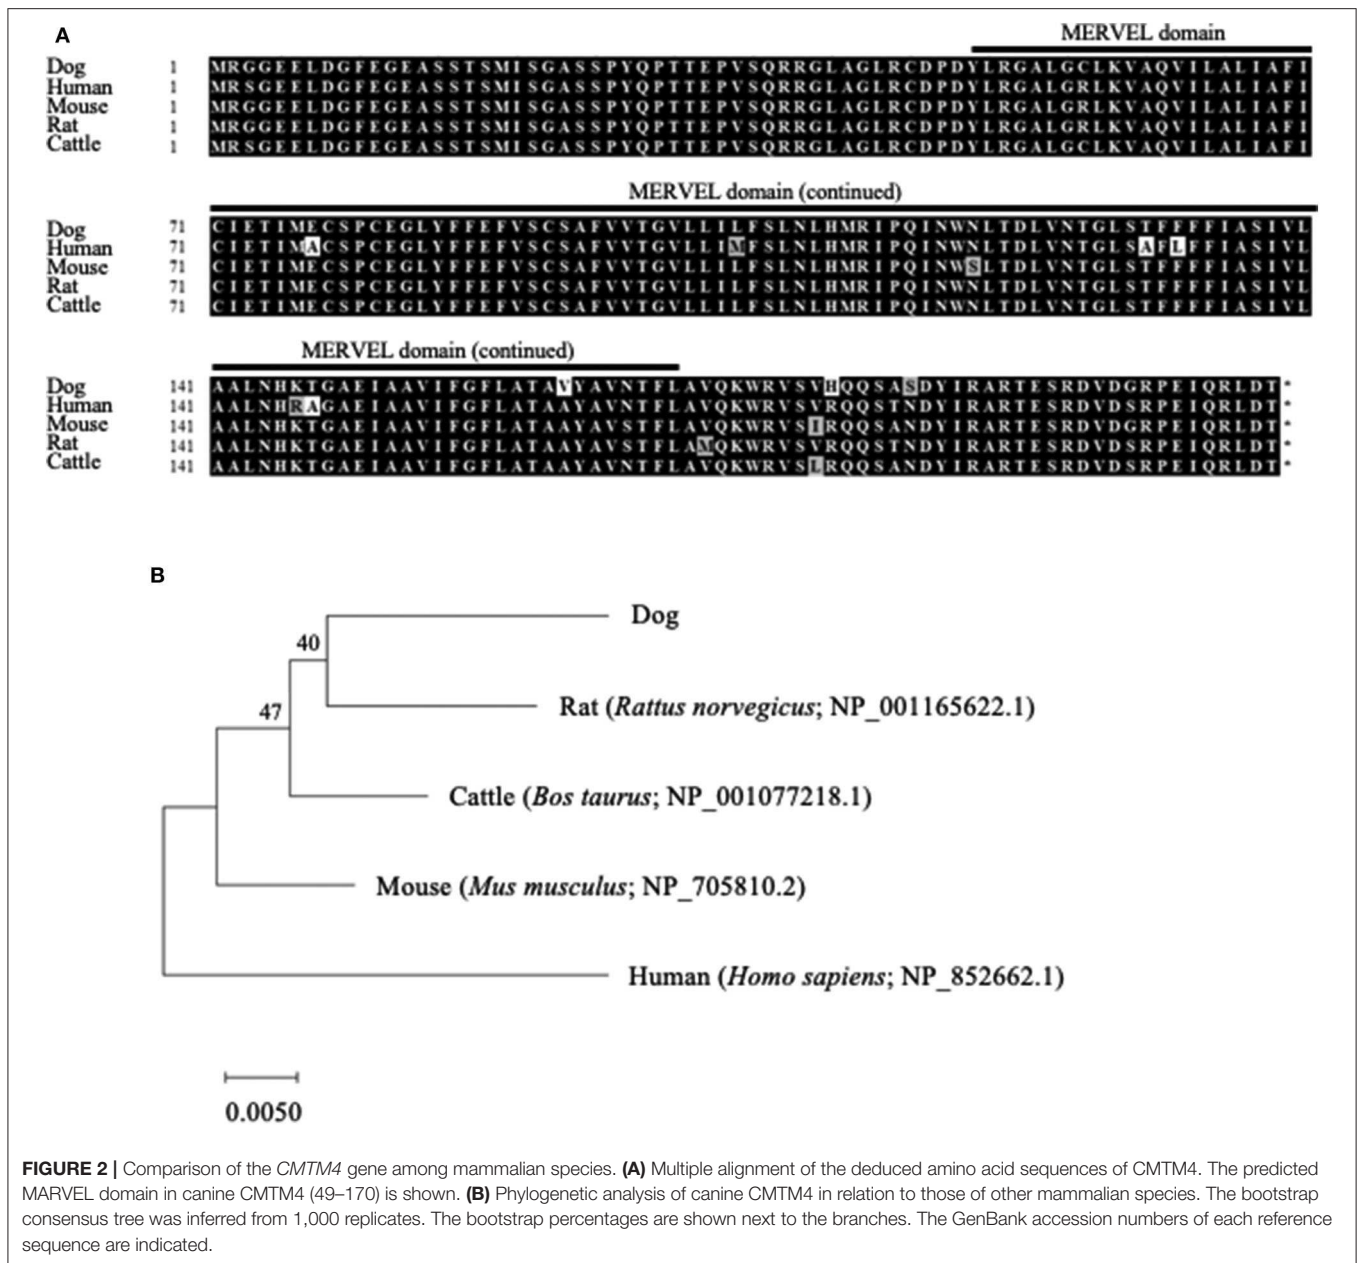 A
MERVEL domain
Dog 1 MRGGEELDGFEGEASSTSMISGASSPYQPTTEPVSQRRGLAGLRCDPDYLRGALGCLKVAQVILALIAFI
Human 1 MRSGEELDGFEGEASSTSMISGASSPYQPTTEPVSQRRGLAGLRCDPDYLRGALGRLKVAQVILALIAFI
Mouse 1 MRGGEELDGFEGEASSTSMISGASSPYQPTTEPVSQRRGLAGLRCDPDYLRGALGRLKVAQVILALIAFI
Rat 1 MRGGEELDGFEGEASSTSMISGASSPYQPTTEPVSQRRGLAGLRCDPDYLRGALGRLKVAQVILALIAFI
Cattle 1 MRSGEELDGFEGEASSTSMISGASSPYQPTTEPVSQRRGLAGLRCDPDYLRGALGCLKVAQVILALIAFI
MERVEL domain (continued)
Dog 71 CIETIMECSPCEGLYFFEFVSCSAFVVTGVLLILFSLNLHMRIPQINWNLTDLVNTGLSTFFFFIASIVL
Human 71 CIETIMACSPCEGLYFFEFVSCSAFVVTGVLLIMFSLNLHMRIPQINWNLTDLVNTGLSAFLFFIASIVL
Mouse 71 CIETIMECSPCEGLYFFEFVSCSAFVVTGVLLILFSLNLHMRIPQINWSLTDLVNTGLSTFFFFIASIVL
Rat 71 CIETIMECSPCEGLYFFEFVSCSAFVVTGVLLILFSLNLHMRIPQINWNLTDLVNTGLSTFFFFIASIVL
Cattle 71 CIETIMECSPCEGLYFFEFVSCSAFVVTGVLLILFSLNLHMRIPQINWNLTDLVNTGLSTFFFFIASIVL
MERVEL domain (continued)
Dog 141 AALNHKTGAEIAAVIFGFLATAVYAVNTFLAVQKWRVSVHQQSASDYIRARTESRDVDGRPEIQRLDT*
Human 141 AALNHRAGAEIAAVIFGFLATAAYAVNTFLAVQKWRVSVRQQSTNDYIRARTESRDVDSRPEIQRLDT*
Mouse 141 AALNHKTGAEIAAVIFGFLATAAYAVSTFLAVQKWRVSIRQQSANDYIRARTESRDVDGRPEIQRLDT*
Rat 141 AALNHKTGAEIAAVIFGFLATAAYAVSTFLAMQKWRVSVRQQSTNDYIRARTESRDVDSRPEIQRLDT*
Cattle 141 AALNHKTGAEIAAVIFGFLATAAYAVNTFLAVQKWRVSLRQQSANDYIRARTESRDVDSRPEIQRLDT*
B
Dog
40
Rat (Rattus norvegicus; NP_001165622.1)
47
Cattle (Bos taurus; NP_001077218.1)
Mouse (Mus musculus; NP_705810.2)
Human (Homo sapiens; NP_852662.1)
0.0050
FIGURE 2 | Comparison of the CMTM4 gene among mammalian species. (A) Multiple alignment of the deduced amino acid sequences of CMTM4. The predicted
MARVEL domain in canine CMTM4 (49–170) is shown. (B) Phylogenetic analysis of canine CMTM4 in relation to those of other mammalian species. The bootstrap
consensus tree was inferred from 1,000 replicates. The bootstrap percentages are shown next to the branches. The GenBank accession numbers of each reference
sequence are indicated.